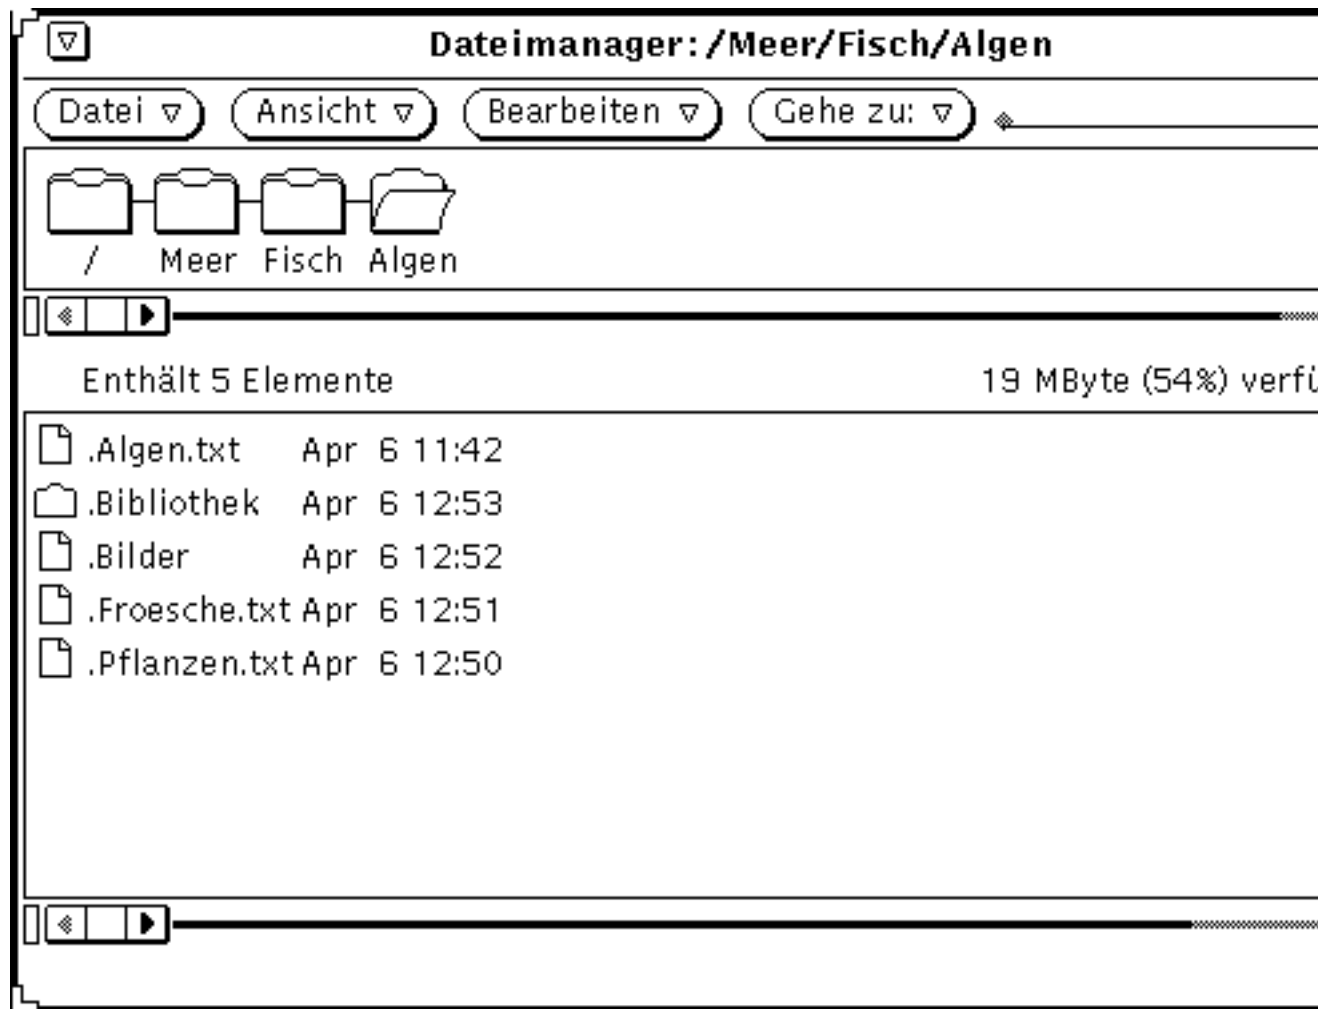 Dateimanager: /Meer/Fisch/Algen
Datei Ansicht Bearbeiten Gehe zu:
/ Meer Fisch Algen
Enthält 5 Elemente 19 MByte (54%)
.Algen.txt Apr 6 11:42
.Bibliothek Apr 6 12:53
.Bilder Apr 6 12:52
.Froesche.txt Apr 6 12:51
.Pflanzen.txt Apr 6 12:50